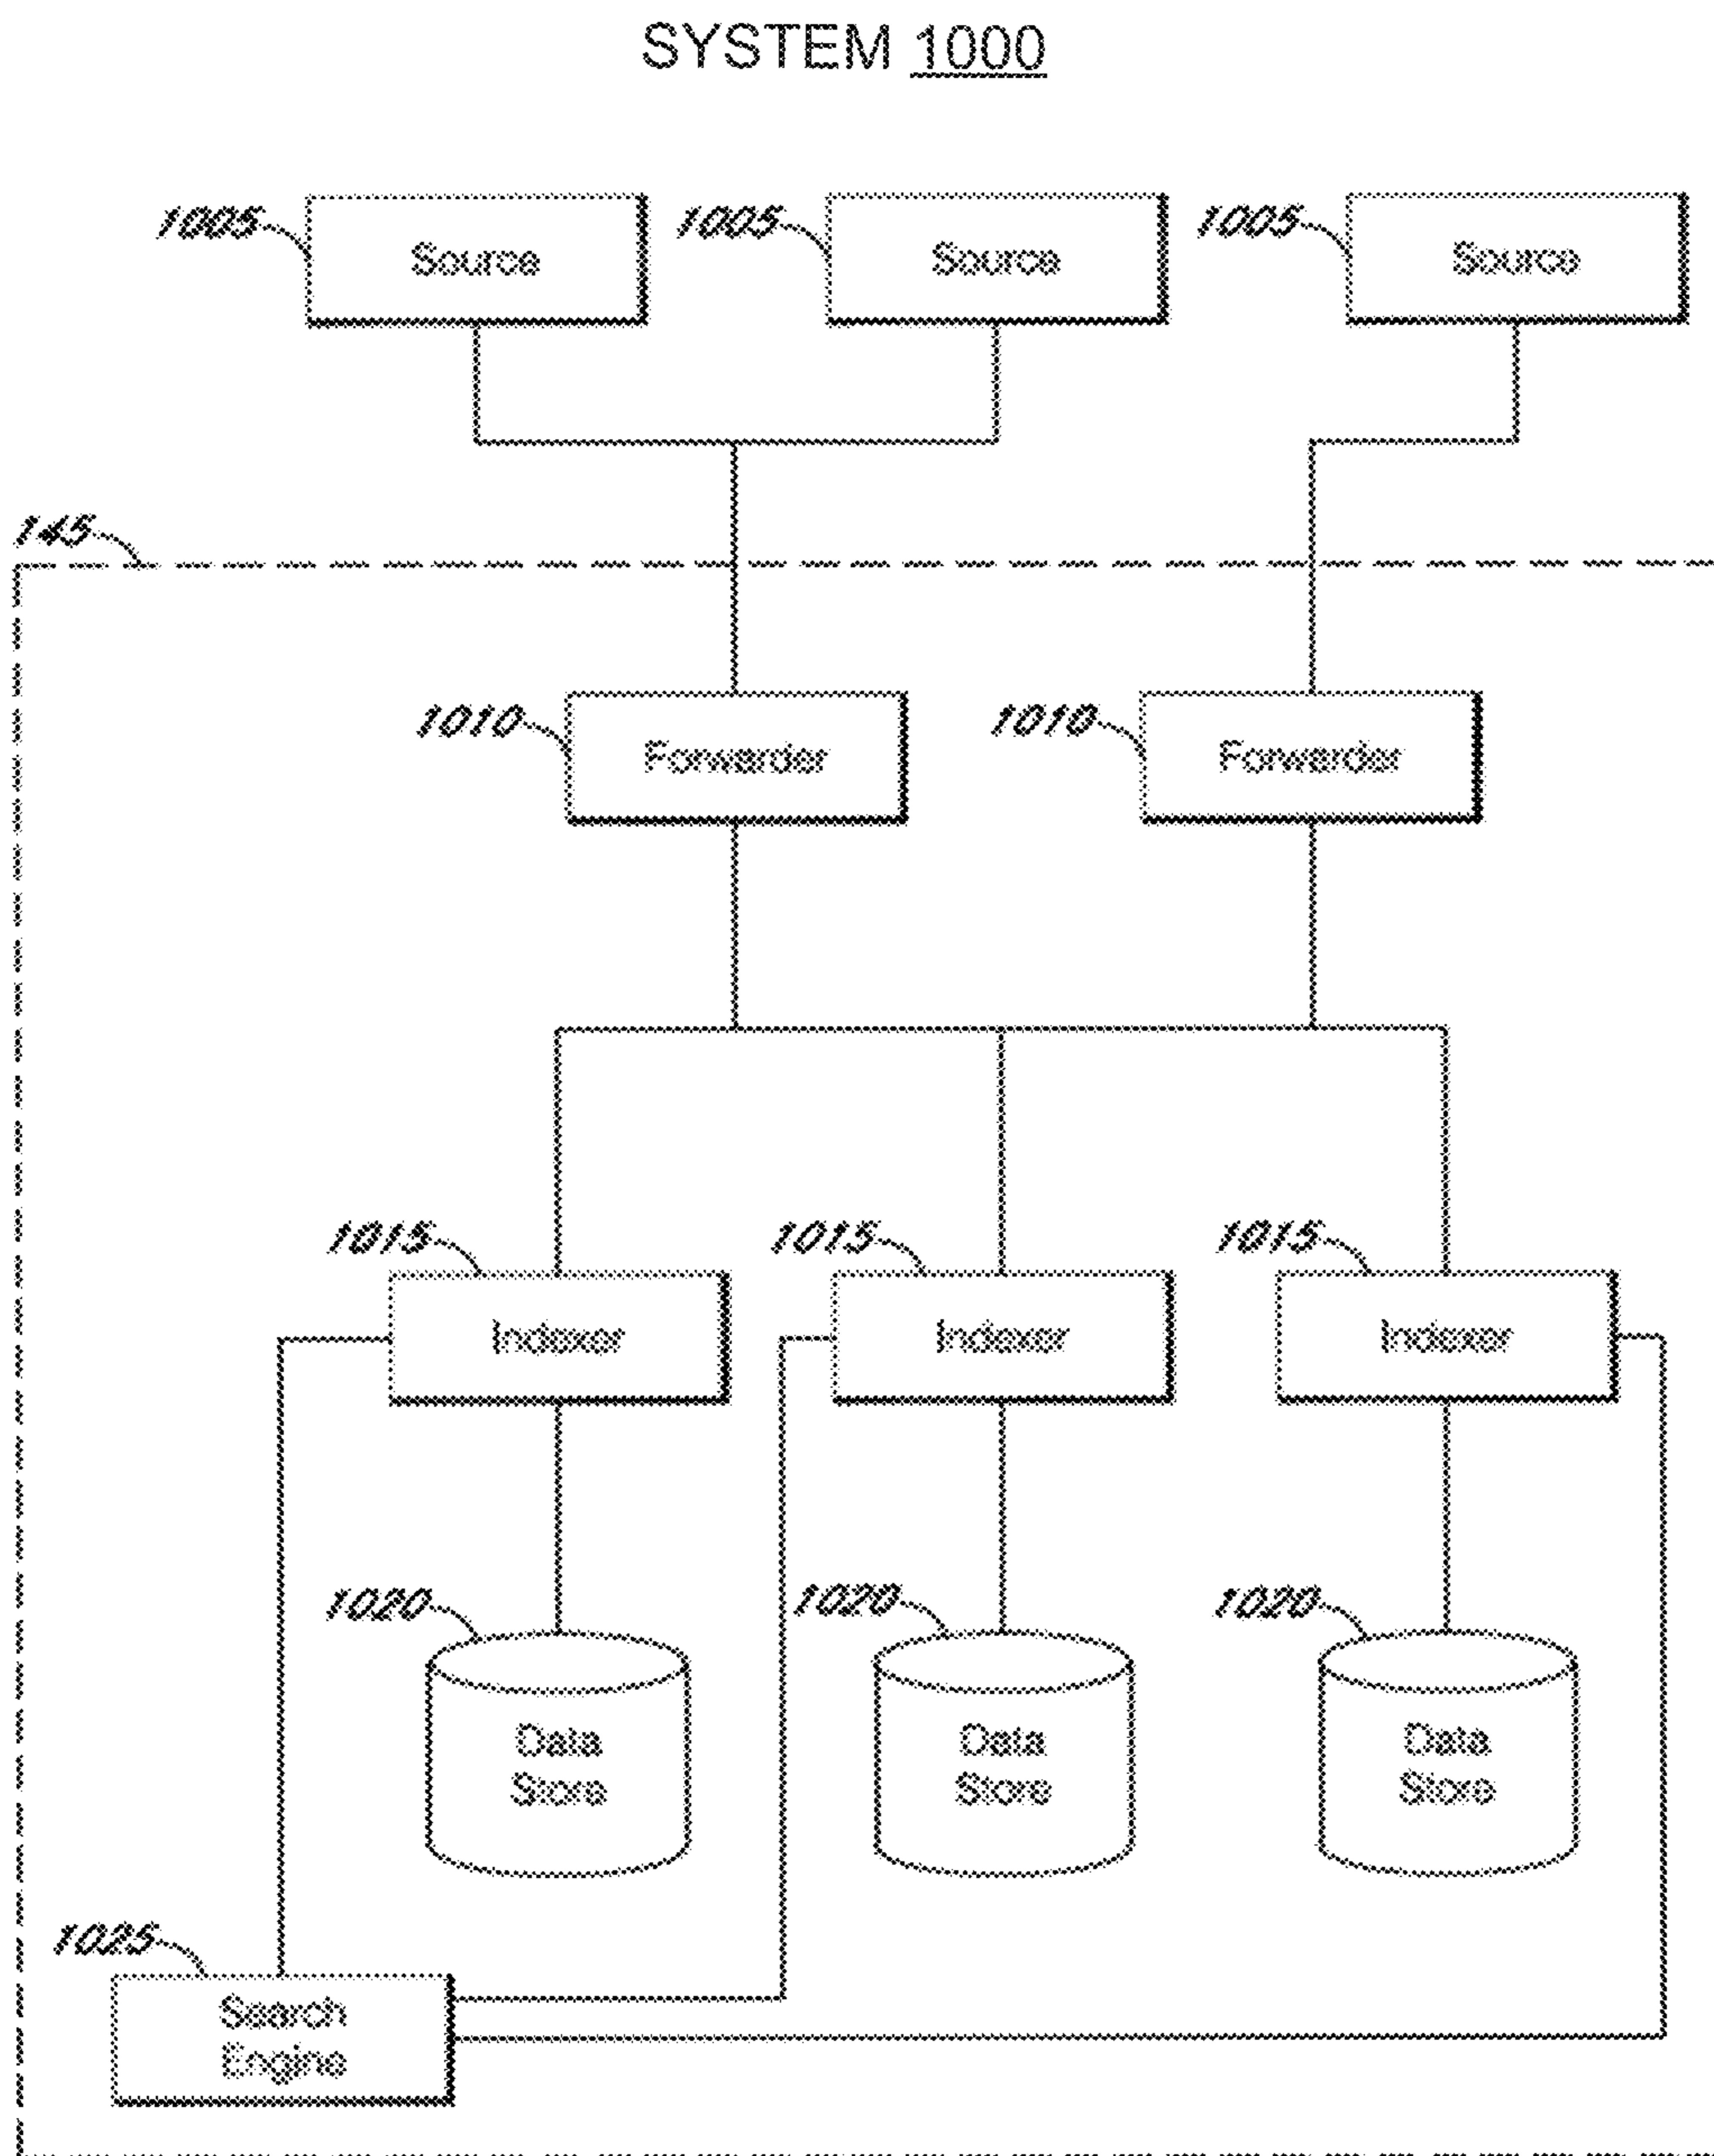 SYSTEM 1000
1005
Source
1005
Source
1005
Source
145
1010
Forwarder
1010
Forwarder
1015
Indexer
1015
Indexer
1015
Indexer
1020
Data
Store
1020
Data
Store
1020
Data
Store
1025
Search
Engine